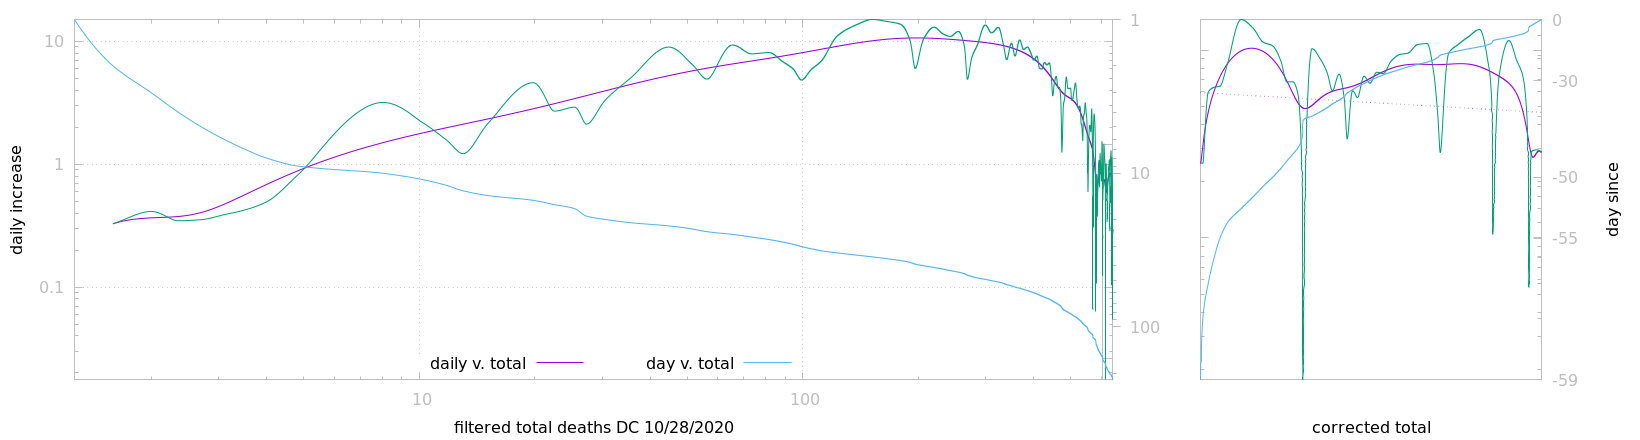 daily increase
10
1
0.1
daily v. total
day v. total
10
100
filtered total deaths DC 10/28/2020
1
10
100
0
-30
-50
-55
-59
day since
corrected total